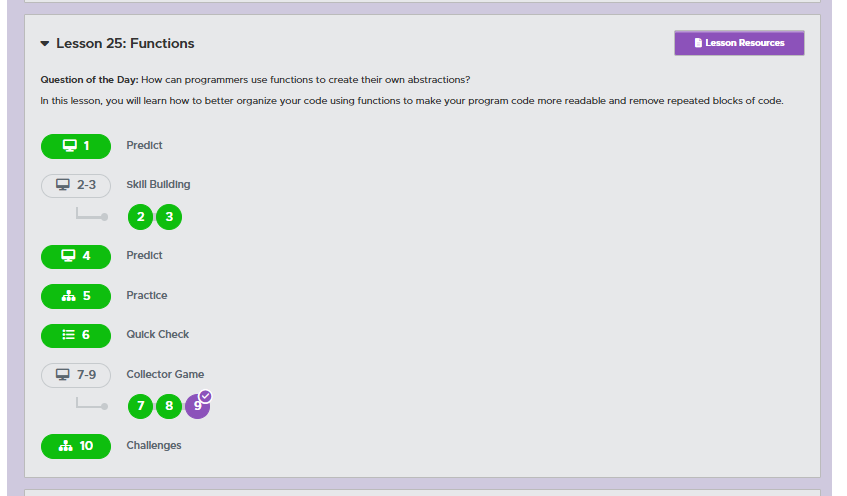 Lesson 25: Functions
Lesson Resources
Question of the Day: How can programmers use functions to create their own abstractions?
In this lesson, you will learn how to better organize your code using functions to make your program code more readable and remove repeated blocks of code.
1 Predict
2-3 Skill Building
2 3
4 Predict
5 Practice
6 Quick Check
7-9 Collector Game
7 8 9
10 Challenges